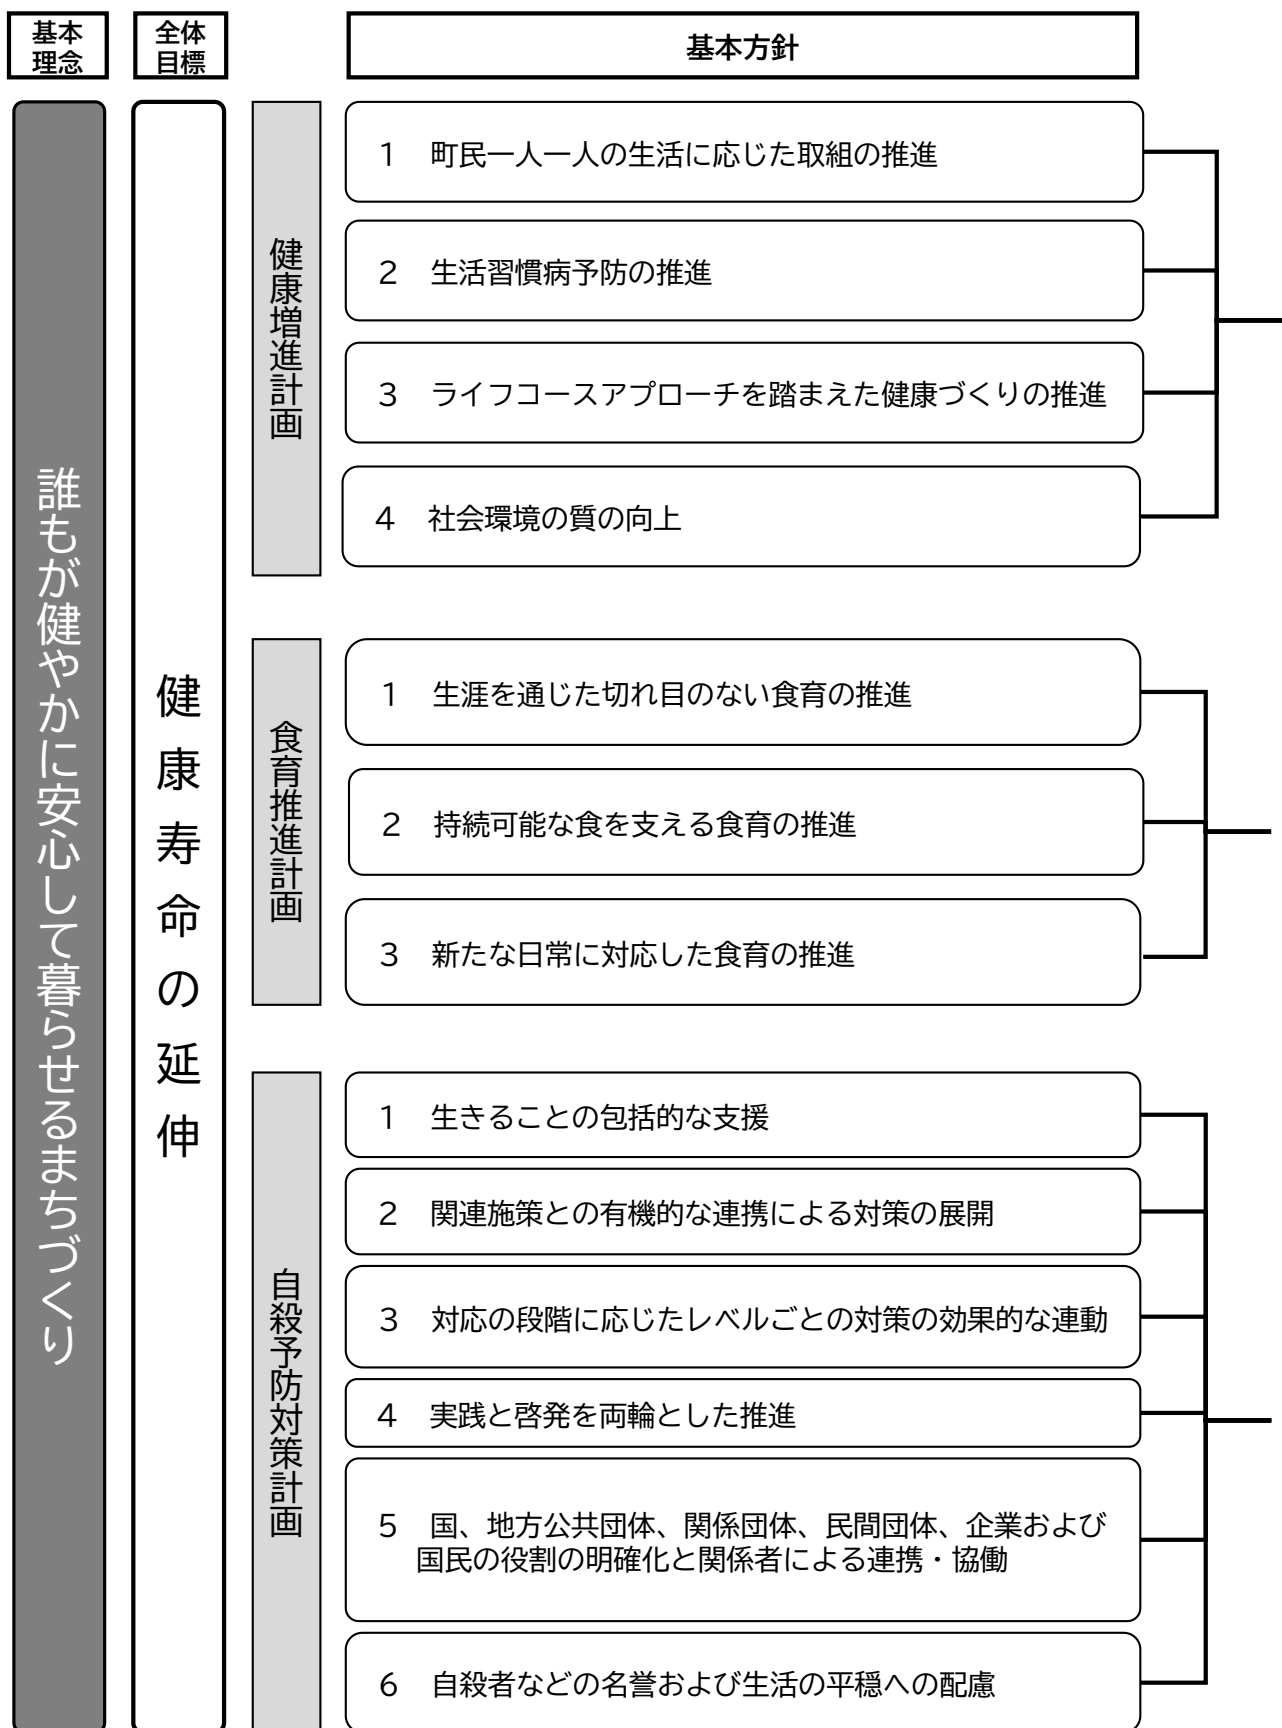 基本
理念
全体
目標
基本方針
誰もが健やかに安心して暮らせるまちづくり
健康寿命の延伸
健康増進計画
1 町民一人一人の生活に応じた取組の推進
2 生活習慣病予防の推進
3 ライフコースアプローチを踏まえた健康づくりの推進
4 社会環境の質の向上
食育推進計画
1 生涯を通じた切れ目のない食育の推進
2 持続可能な食を支える食育の推進
3 新たな日常に対応した食育の推進
自殺予防対策計画
1 生きることの包括的な支援
2 関連施策との有機的な連携による対策の展開
3 対応の段階に応じたレベルごとの対策の効果的な連動
4 実践と啓発を両輪とした推進
5 国、地方公共団体、関係団体、民間団体、企業および
国民の役割の明確化と関係者による連携・協働
6 自殺者などの名誉および生活の平穏への配慮